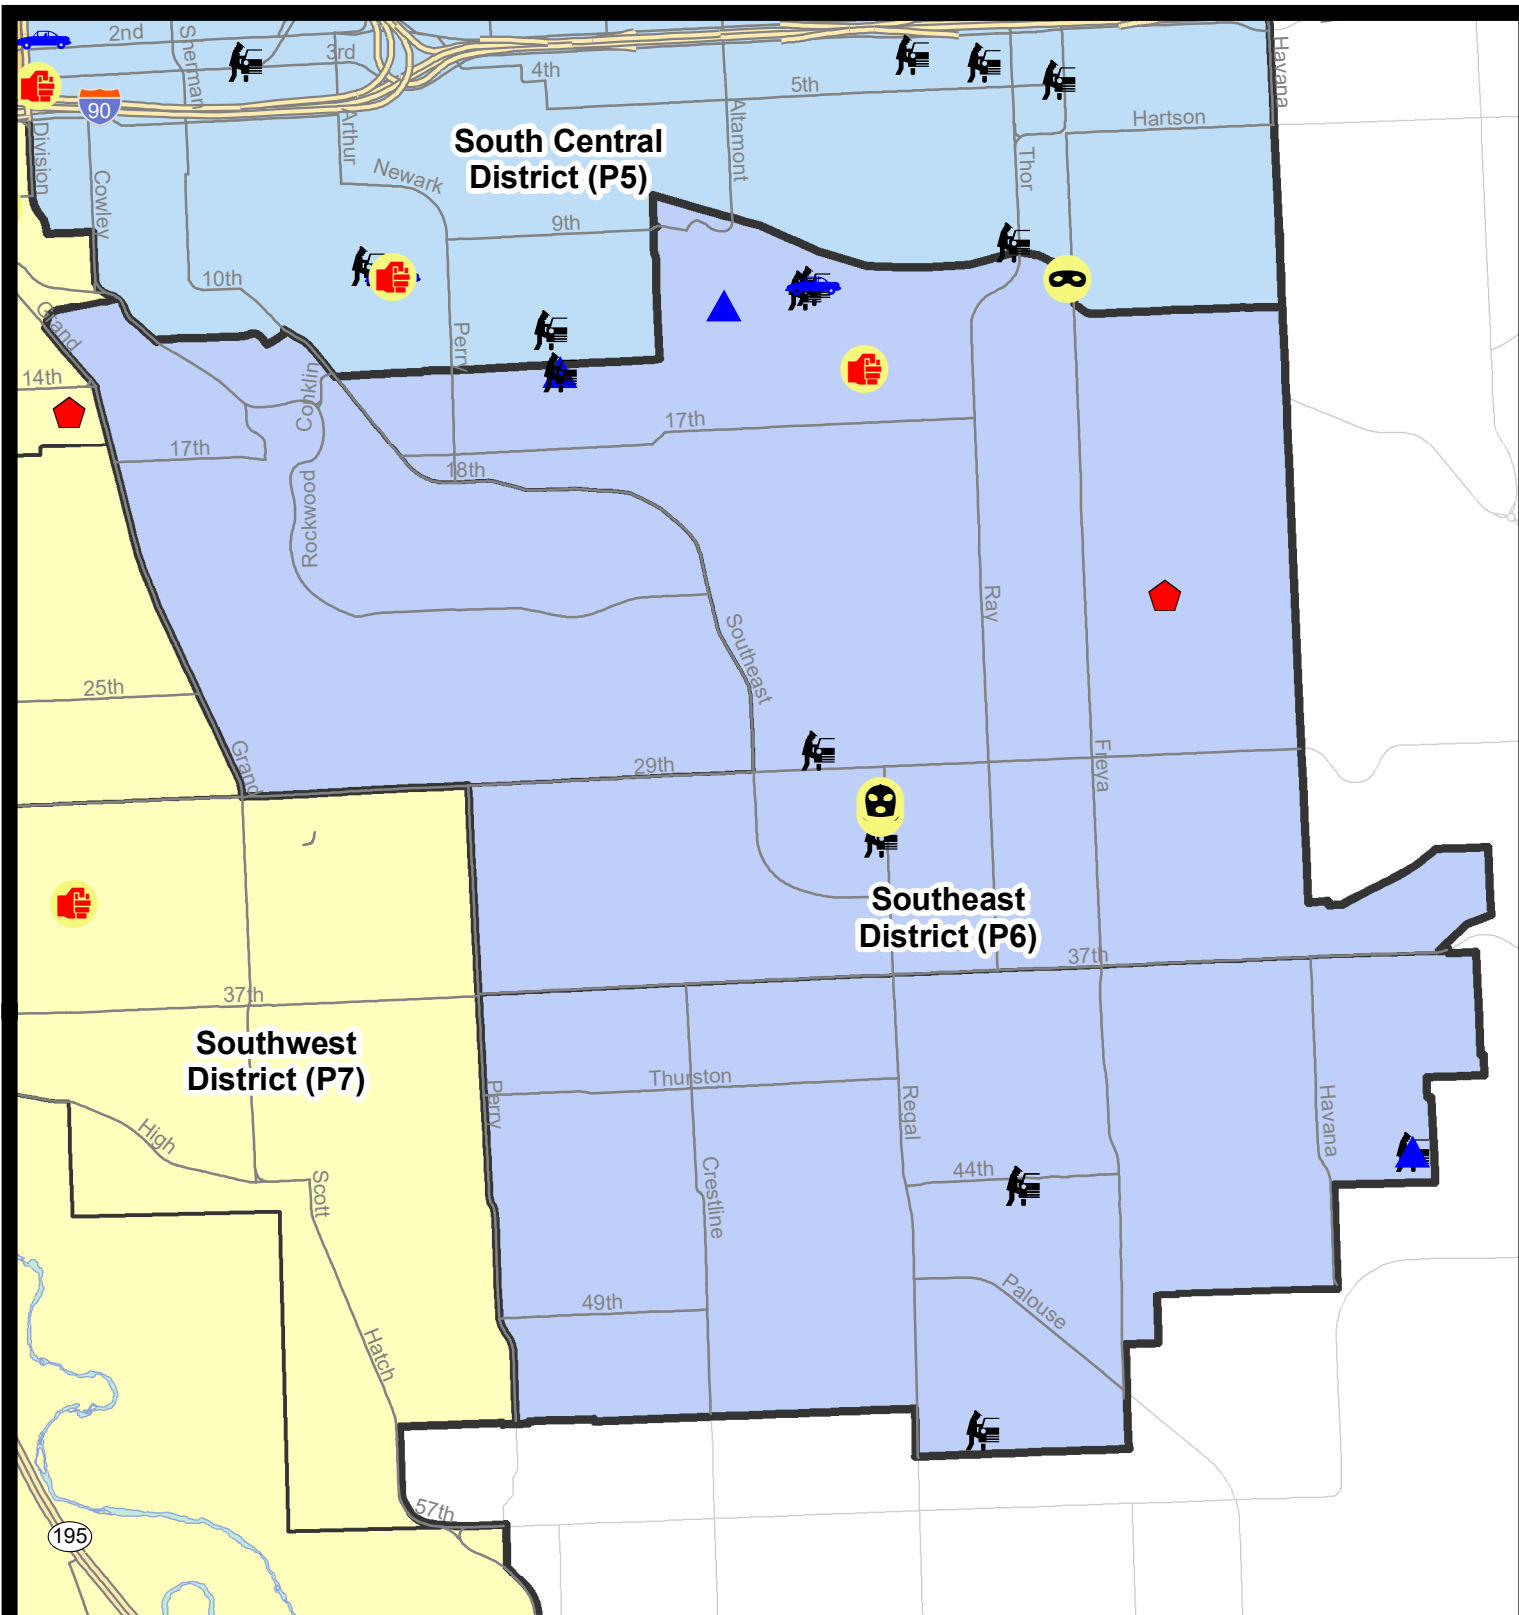 2nd
Sherman
3rd
4th
5th
Havana
90
Division
Cowley
Arthur
Altamont
Hartson
Thor
South Central
District (P5)
Newark
9th
10th
Grand
Perry
14th
Conklin
17th
17th
18th
Rockwood
Ray
Southeast
25th
Grand
29th
Freya
Southeast
District (P6)
37th
37th
Southwest
District (P7)
Thurston
Perry
Regal
Havana
High
44th
Scott
Crestline
Palouse
49th
Hatch
57th
195